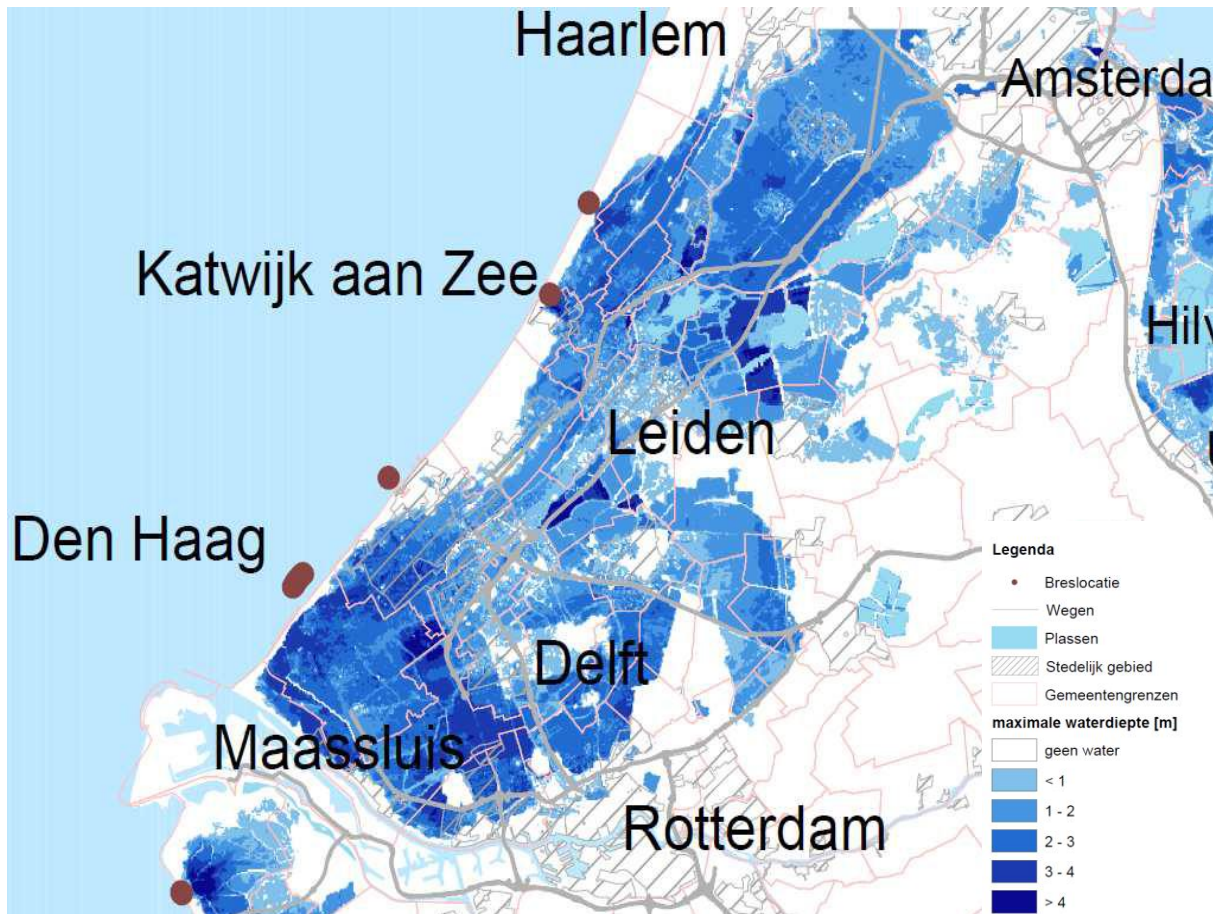 Haarlem
Amsterda
Katwijk aan Zee
Hilv
Leiden
U
Den Haag
Delft
Maassluis
Rotterdam
Legenda
Breslocatie
Wegen
Plassen
Stedelijk gebied
Gemeentengrenzen
maximale waterdiepte [m]
geen water
< 1
1 - 2
2 - 3
3 - 4
> 4